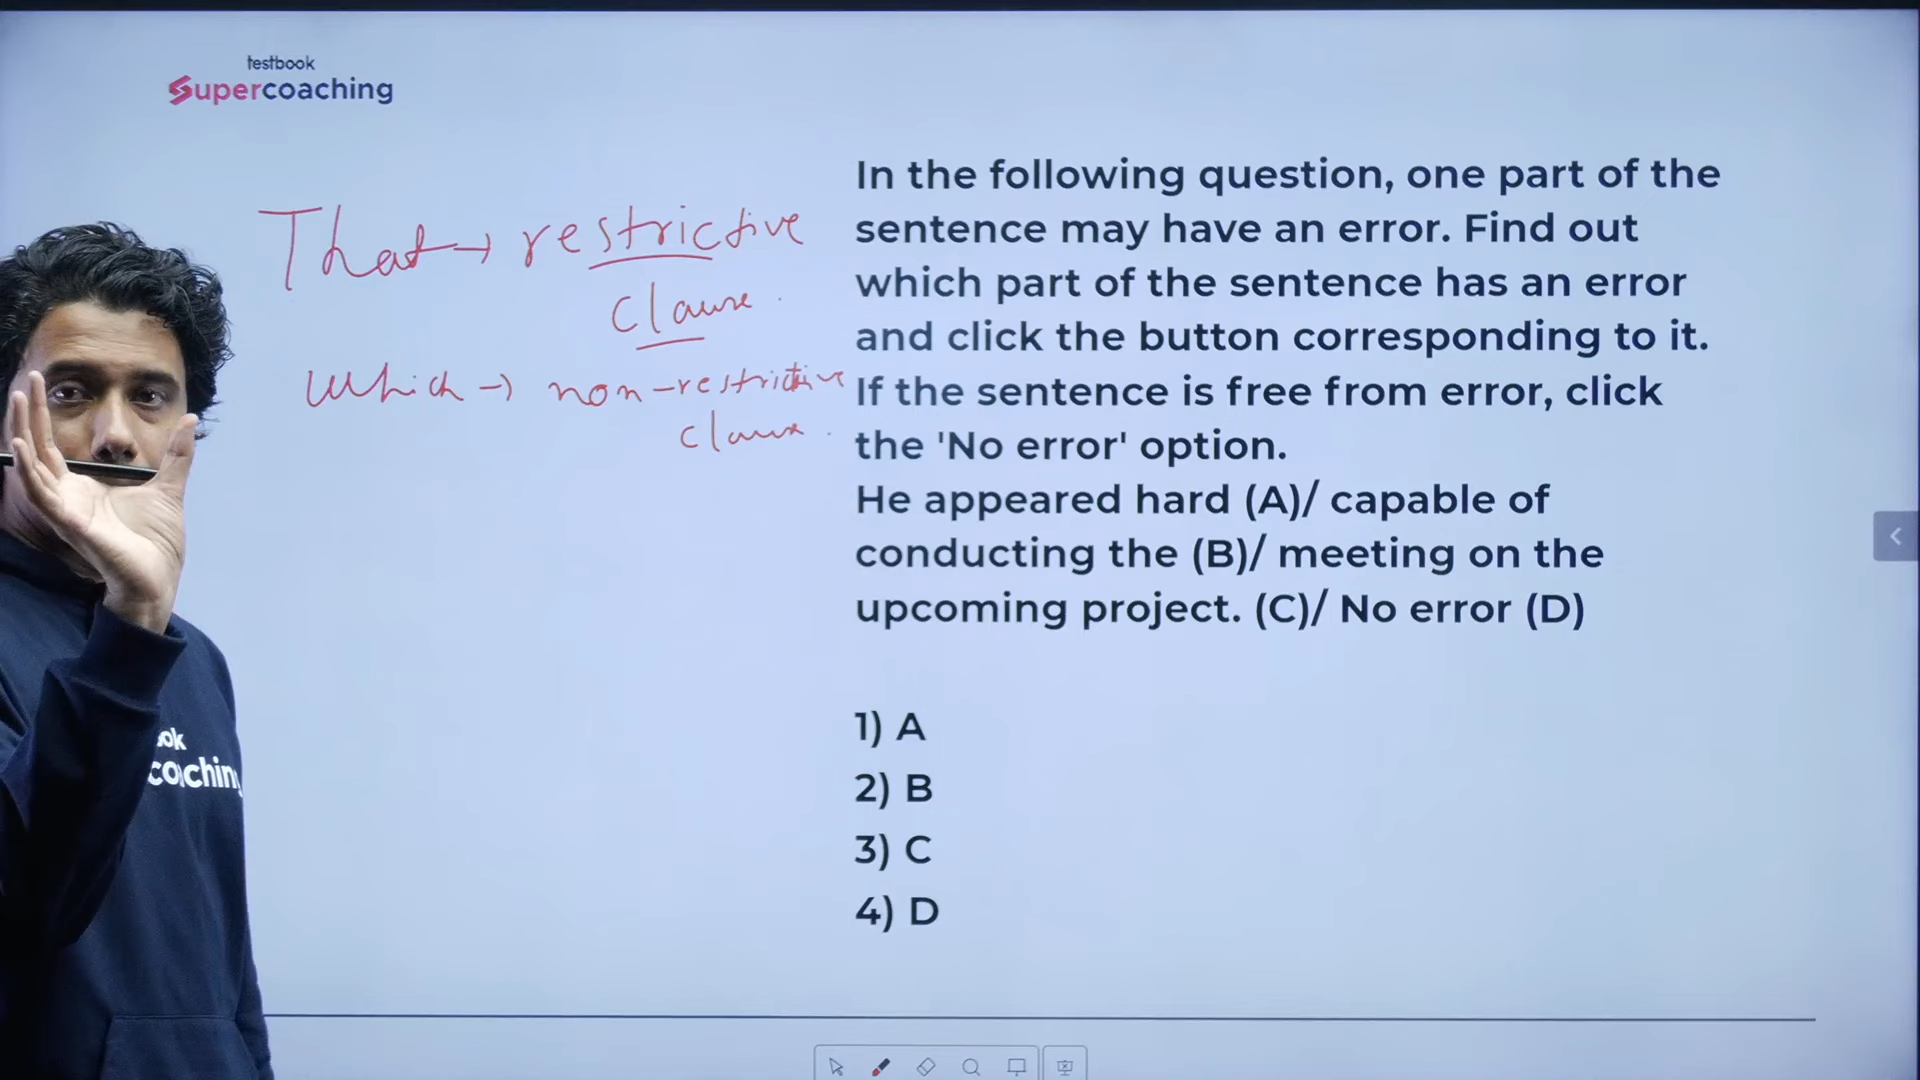 testbook
Supercoaching
That → restrictive
clause.
Which → non-restrictive
clause.
In the following question, one part of the
sentence may have an error. Find out
which part of the sentence has an error
and click the button corresponding to it.
If the sentence is free from error, click
the 'No error' option.
He appeared hard (A)/ capable of
conducting the (B)/ meeting on the
upcoming project. (C)/ No error (D)
1) A
2) B
3) C
4) D
ook
coaching